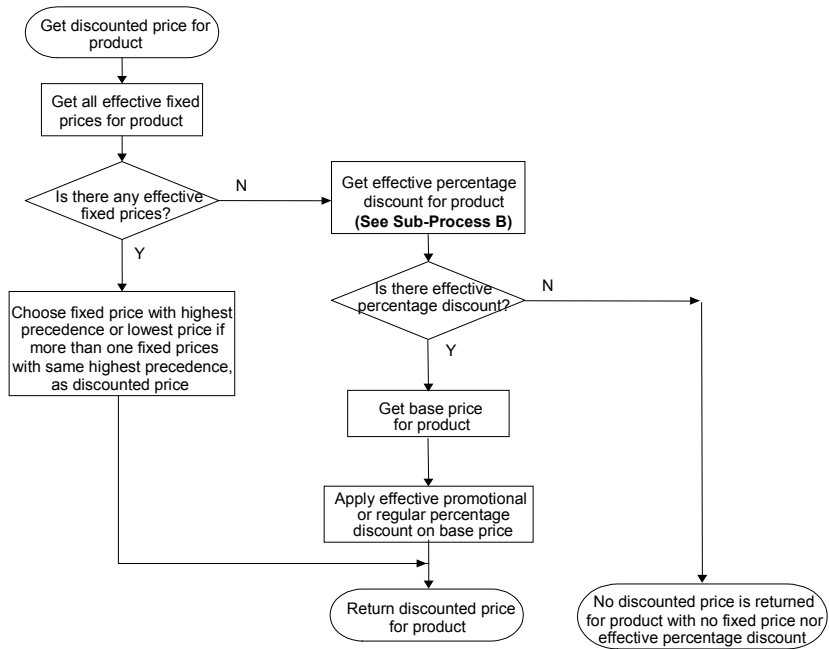 Get discounted price for
product
Get all effective fixed
prices for product
Is there any effective
fixed prices?
N
Y
Get effective percentage
discount for product
(See Sub-Process B)
Is there effective
percentage discount?
N
Y
Choose fixed price with highest
precedence or lowest price if
more than one fixed prices
with same highest precedence,
as discounted price
Get base price
for product
Apply effective promotional
or regular percentage
discount on base price
Return discounted price
for product
No discounted price is returned
for product with no fixed price nor
effective percentage discount